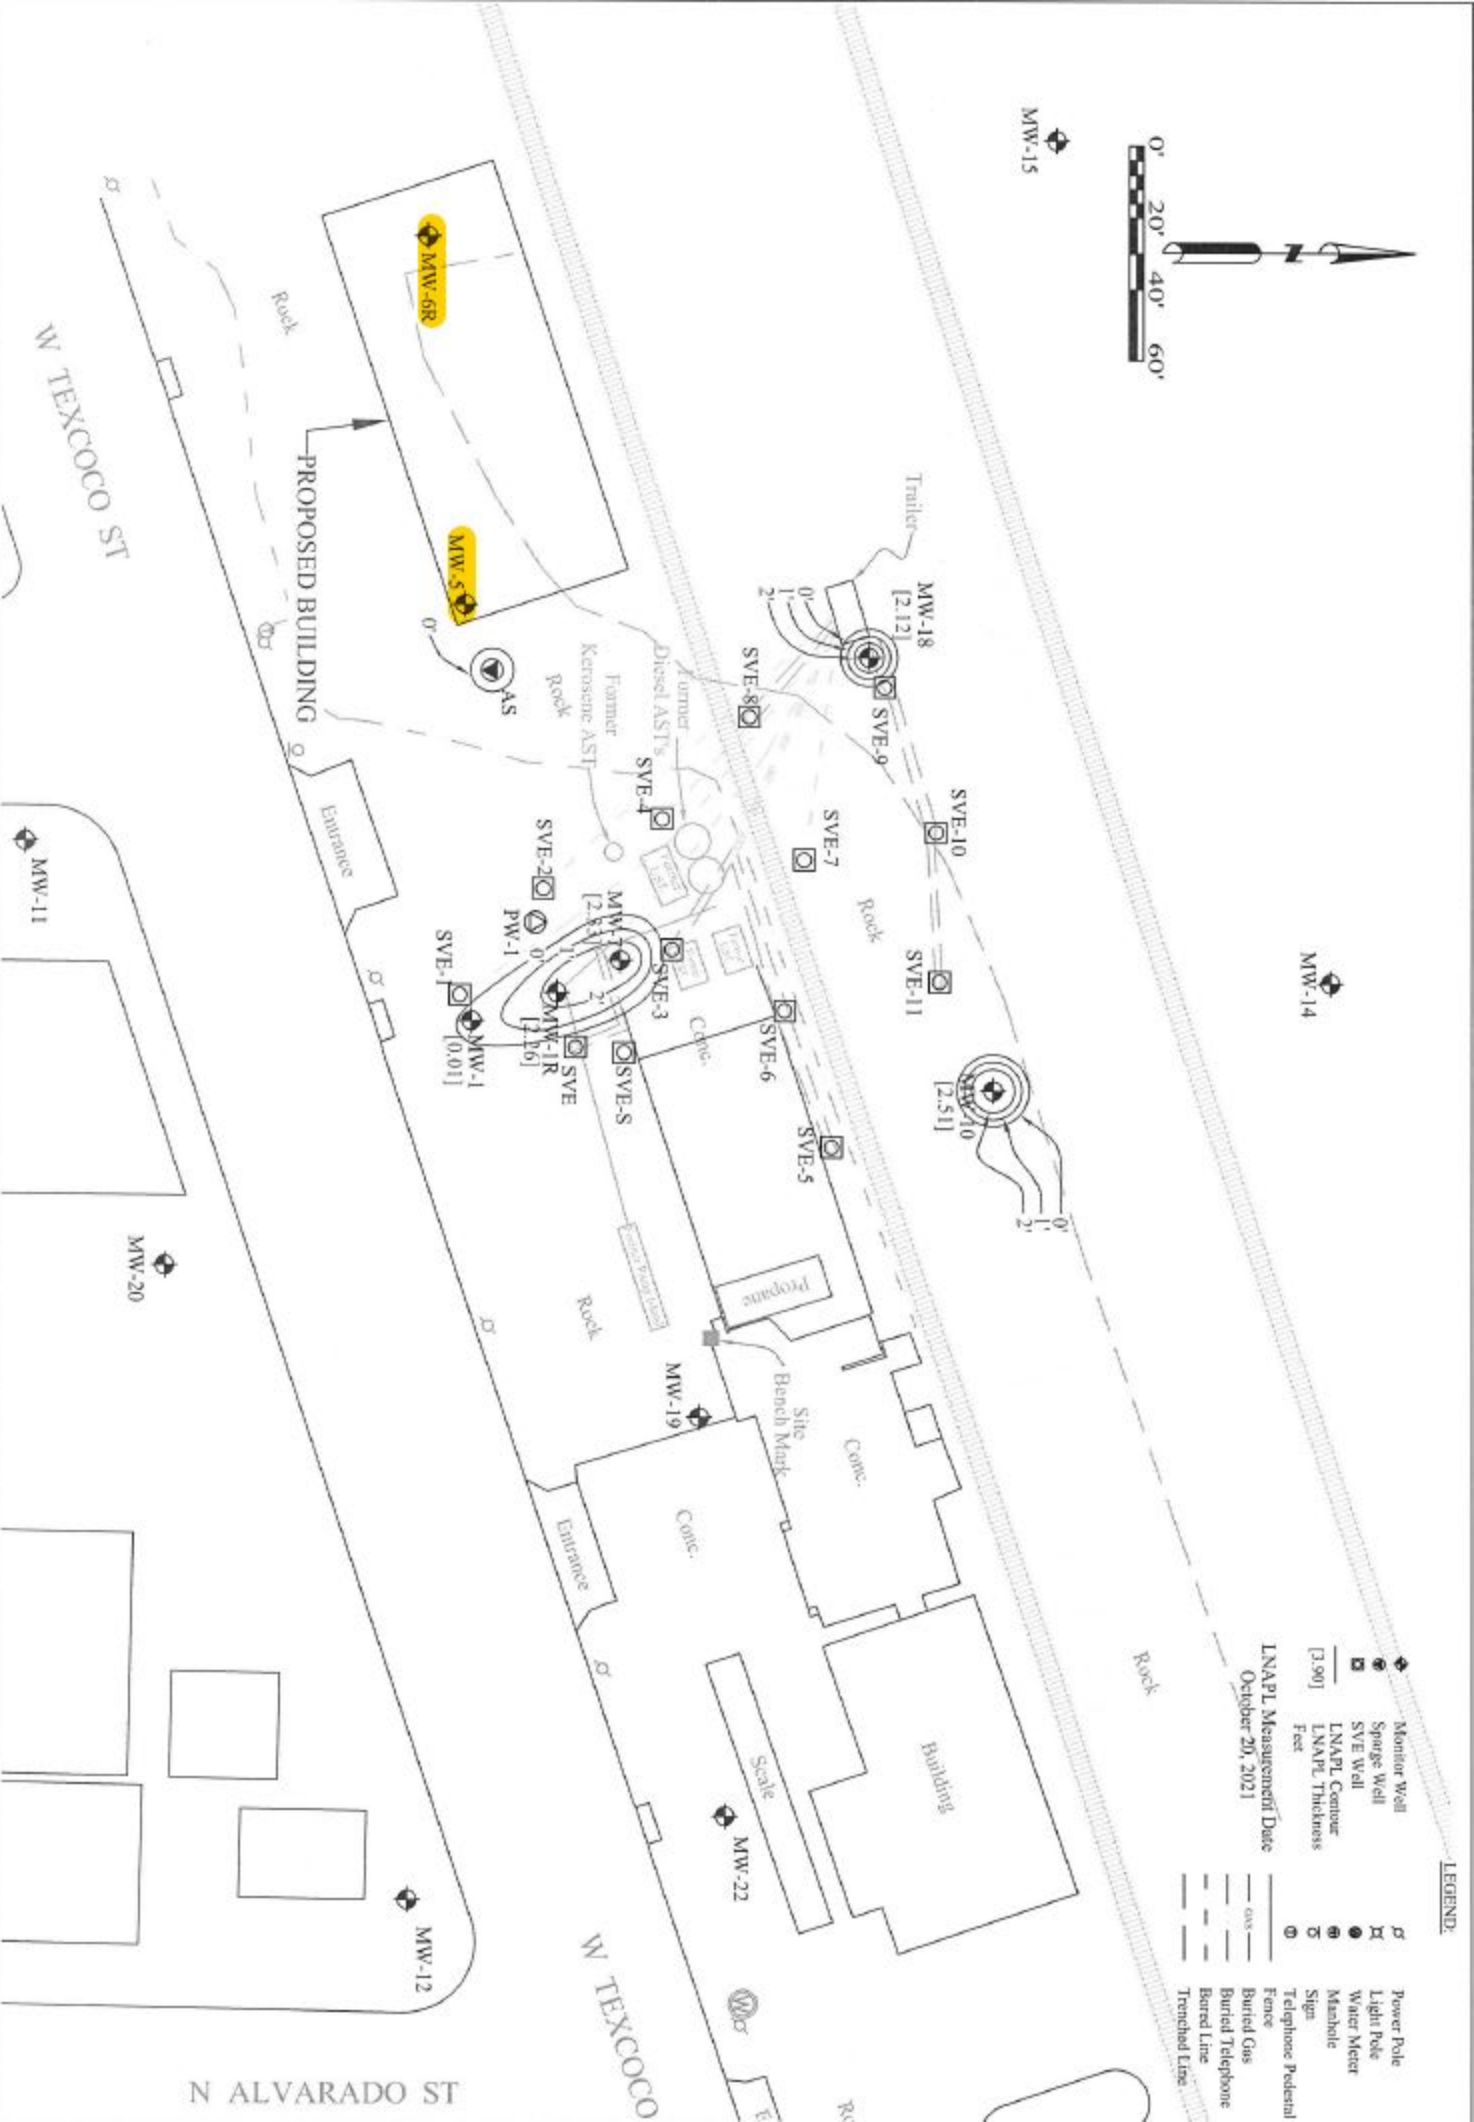 LEGEND:
Monitor Well
Sparge Well
SVE Well
LNAPL Contour
[3.90] LNAPL Thickness
Feet
LNAPL Measurement Date
October 20, 2021
Power Pole
Light Pole
Water Meter
Manhole
Sign
Telephone Pedestal
Fence
GAS Buried Gas
Buried Telephone
Bored Line
Trenched Line
N
0' 20' 40' 60'
MW-15
MW-14
Trailer
MW-18
[2.12]
0'
1'
2'
SVE-9
SVE-10
SVE-11
SVE-8
SVE-7
Rock
MW-10
[2.51]
0'
1'
2'
Rock
MW-6R
MW-5
PROPOSED BUILDING
Rock
0'
AS
Rock
Former
Kerosene AST
Former
Diesel AST's
SVE-4
SVE-2
PW-1
MW-7
SVE-3
0'
1'
2'
SVE-1
MW-1
[0.01]
MW-1R
[2.26]
SVE
SVE-S
Conc.
SVE-6
SVE-5
Propane
Rock
Site
Bench Mark
MW-19
Conc.
Conc.
Entrance
Entrance
Building
Scale
MW-22
W
W TEXCOCO ST
W TEXCOCO
N ALVARADO ST
MW-11
MW-20
MW-12